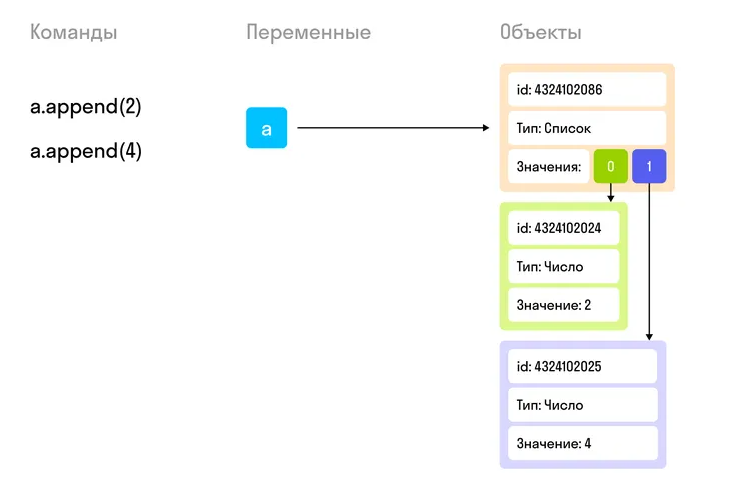 Команды
Переменные
Объекты
a.append(2)
a.append(4)
a
id: 4324102086
Тип: Список
Значения: 0 1
id: 4324102024
Тип: Число
Значение: 2
id: 4324102025
Тип: Число
Значение: 4